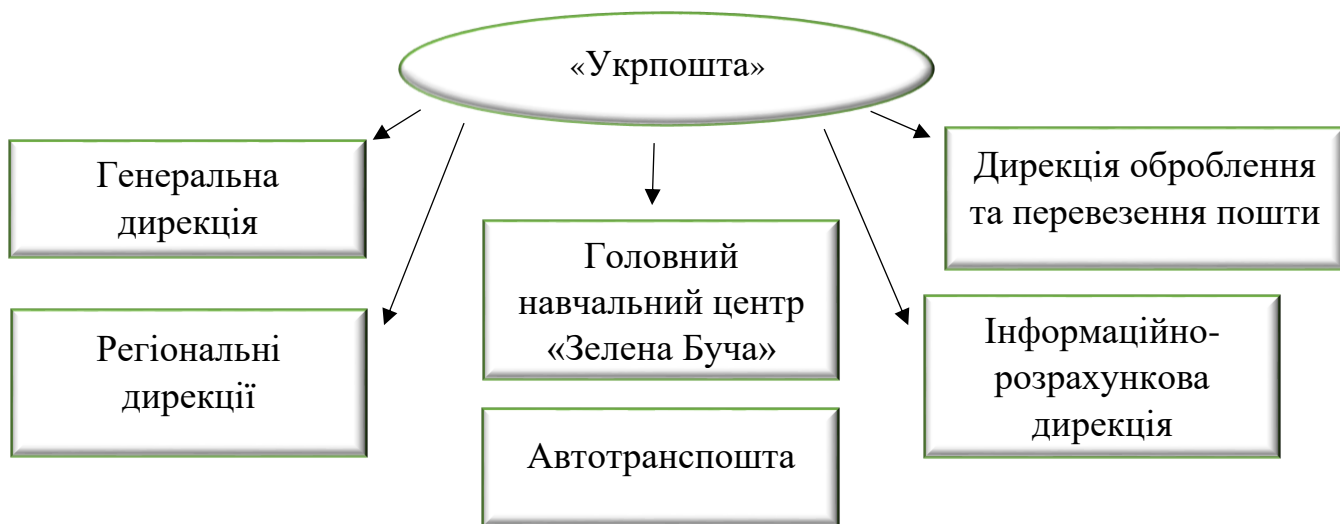 «Укрпошта»
Генеральна
дирекція
Дирекція оброблення
та перевезення пошти
Головний
навчальний центр
«Зелена Буча»
Регіональні
дирекції
Інформаційно-
розрахункова
дирекція
Автотранспошта